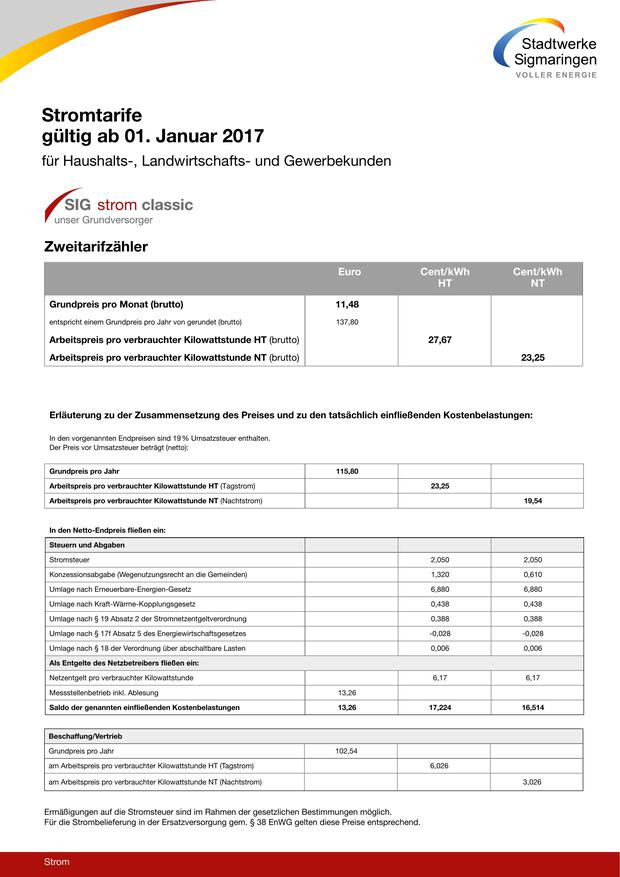 Stadtwerke
Sigmaringen
VOLLER ENERGIE
Stromtarife
gültig ab 01. Januar 2017
für Haushalts-, Landwirtschafts- und Gewerbekunden
SIG strom classic
unser Grundversorger
Zweitarifzähler
Euro Cent/kWh HT Cent/kWh NT
Grundpreis pro Monat (brutto) 11,48
entspricht einem Grundpreis pro Jahr von gerundet (brutto) 137,80
Arbeitspreis pro verbrauchter Kilowattstunde HT (brutto) 27,67
Arbeitspreis pro verbrauchter Kilowattstunde NT (brutto) 23,25
Erläuterung zu der Zusammensetzung des Preises und zu den tatsächlich einfließenden Kostenbelastungen:
In den vorgenannten Endpreisen sind 19 % Umsatzsteuer enthalten.
Der Preis vor Umsatzsteuer beträgt (netto):
Grundpreis pro Jahr 115,80
Arbeitspreis pro verbrauchter Kilowattstunde HT (Tagstrom) 23,25
Arbeitspreis pro verbrauchter Kilowattstunde NT (Nachtstrom) 19,54
In den Netto-Endpreis fließen ein:
Steuern und Abgaben
Stromsteuer 2,050 2,050
Konzessionsabgabe (Wegenutzungsrecht an die Gemeinden) 1,320 0,610
Umlage nach Erneuerbare-Energien-Gesetz 6,880 6,880
Umlage nach Kraft-Wärme-Kopplungsgesetz 0,438 0,438
Umlage nach § 19 Absatz 2 der Stromnetzentgeltverordnung 0,388 0,388
Umlage nach § 17f Absatz 5 des Energiewirtschaftsgesetzes -0,028 -0,028
Umlage nach § 18 der Verordnung über abschaltbare Lasten 0,006 0,006
Als Entgelte des Netzbetreibers fließen ein:
Netzentgelt pro verbrauchter Kilowattstunde 6,17 6,17
Messstellenbetrieb inkl. Ablesung 13,26
Saldo der genannten einfließenden Kostenbelastungen 13,26 17,224 16,514
Beschaffung/Vertrieb
Grundpreis pro Jahr 102,54
am Arbeitspreis pro verbrauchter Kilowattstunde HT (Tagstrom) 6,026
am Arbeitspreis pro verbrauchter Kilowattstunde NT (Nachtstrom) 3,026
Ermäßigungen auf die Stromsteuer sind im Rahmen der gesetzlichen Bestimmungen möglich.
Für die Strombelieferung in der Ersatzversorgung gem. § 38 EnWG gelten diese Preise entsprechend.
Strom